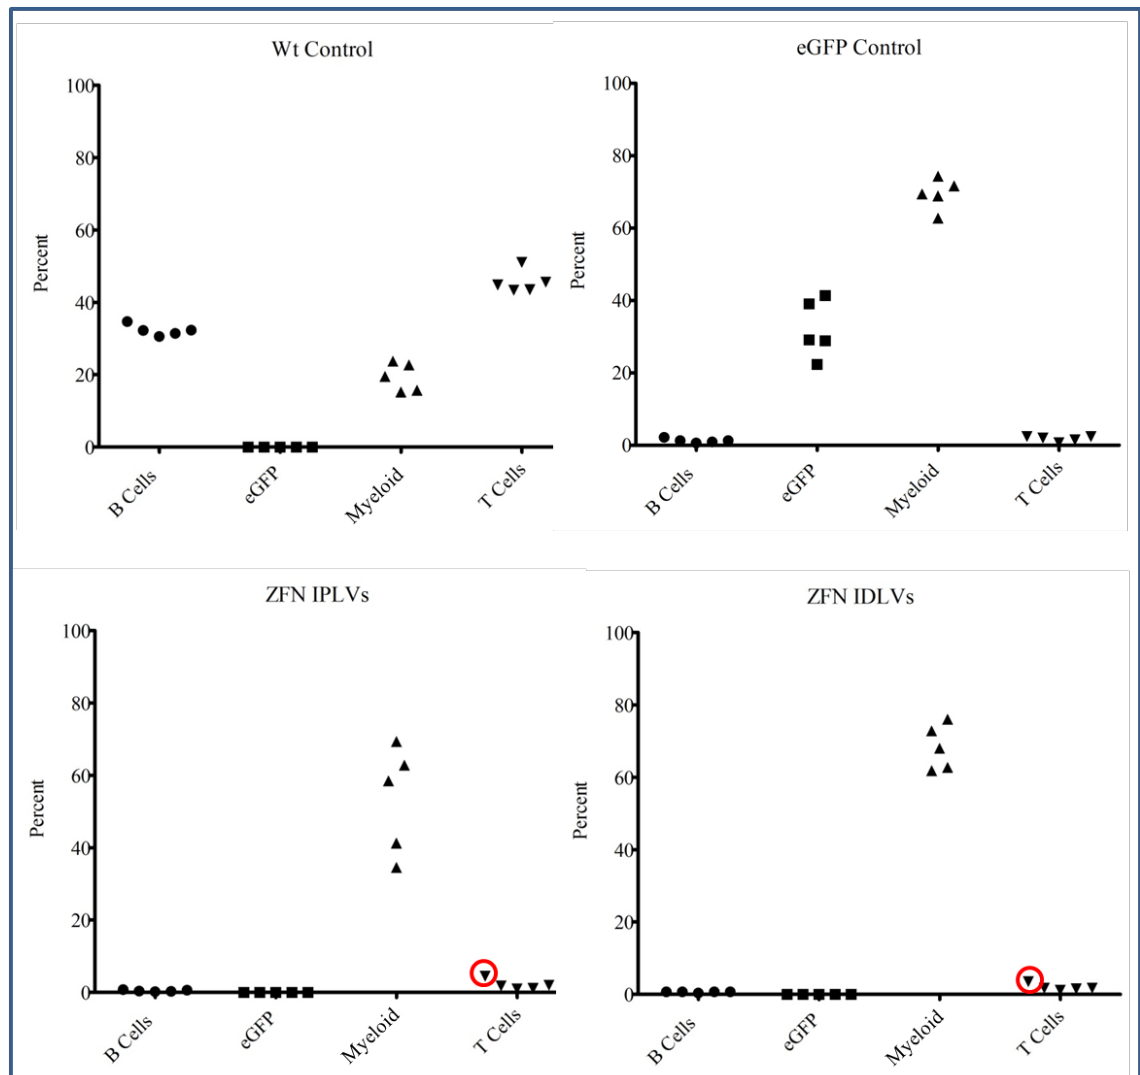 Wt Control
100
80
60
40
20
0
Percent
B Cells
eGFP
Myeloid
T Cells
eGFP Control
100
80
60
40
20
0
Percent
B Cells
eGFP
Myeloid
T Cells
ZFN IPLVs
100
80
60
40
20
0
Percent
B Cells
eGFP
Myeloid
T Cells
ZFN IDLVs
100
80
60
40
20
0
Percent
B Cells
eGFP
Myeloid
T Cells